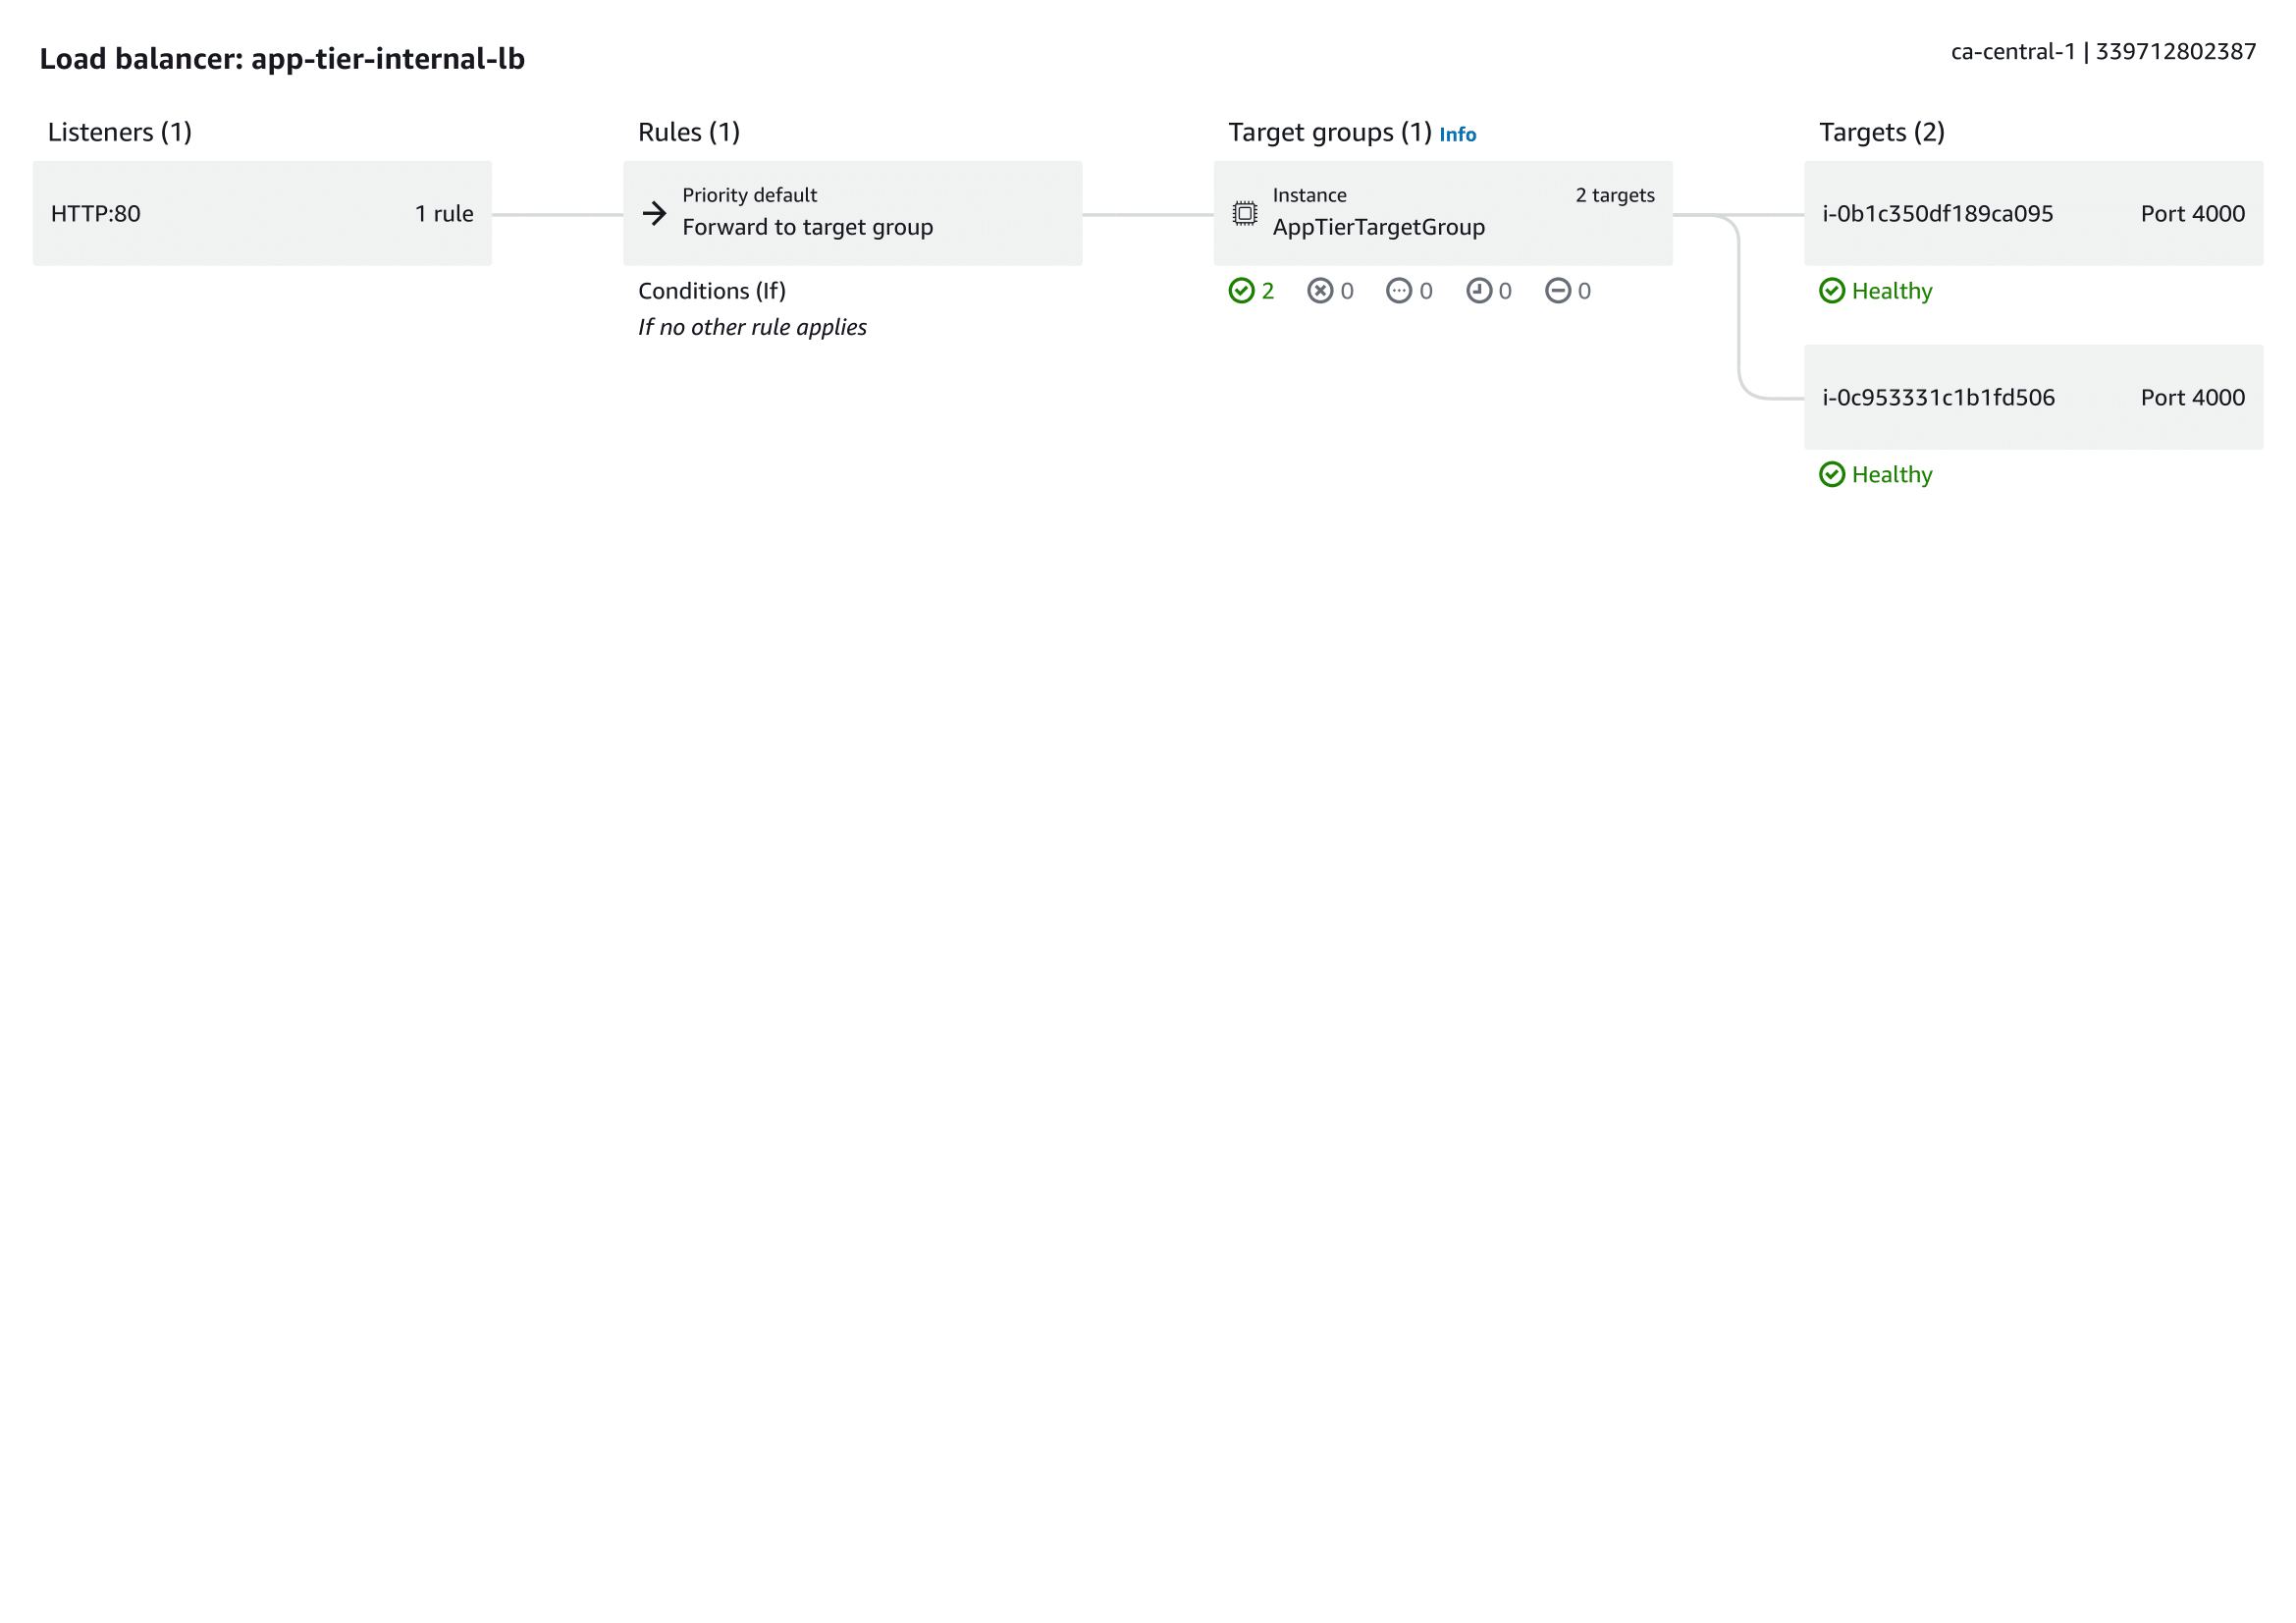 Load balancer: app-tier-internal-lb
ca-central-1 | 339712802387
Listeners (1)
HTTP:80 1 rule
Rules (1)
Priority default
Forward to target group
Conditions (If)
If no other rule applies
Target groups (1) Info
Instance 2 targets
AppTierTargetGroup
2 0 0 0 0
Targets (2)
i-0b1c350df189ca095 Port 4000
Healthy
i-0c953331c1b1fd506 Port 4000
Healthy